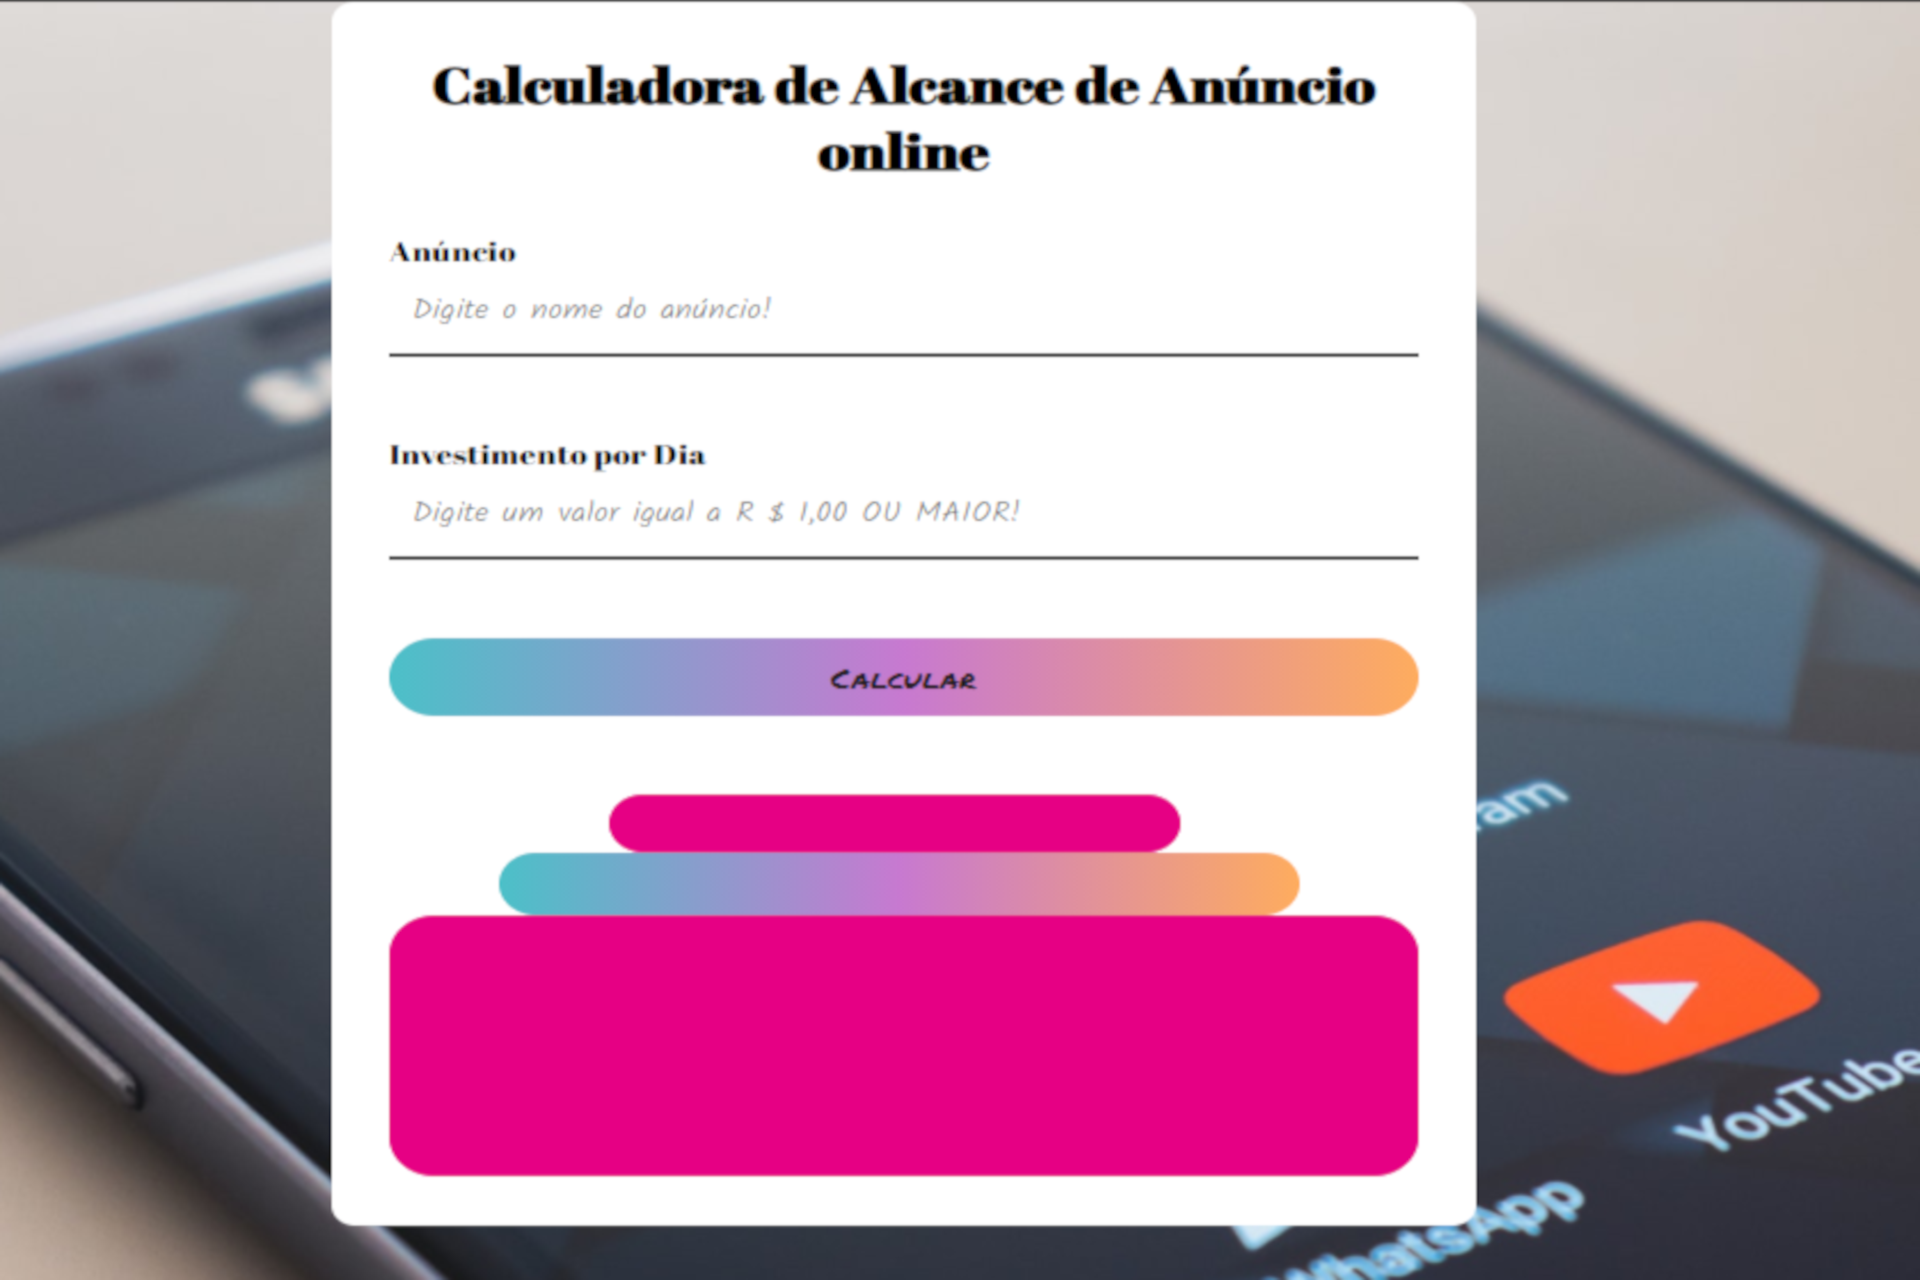 Calculadora de Alcance de Anúncio
online
Anúncio
Digite o nome do anúncio!
Investimento por Dia
Digite um valor igual a R $ 1,00 OU MAIOR!
Calcular
ram
YouTube
WhatsApp